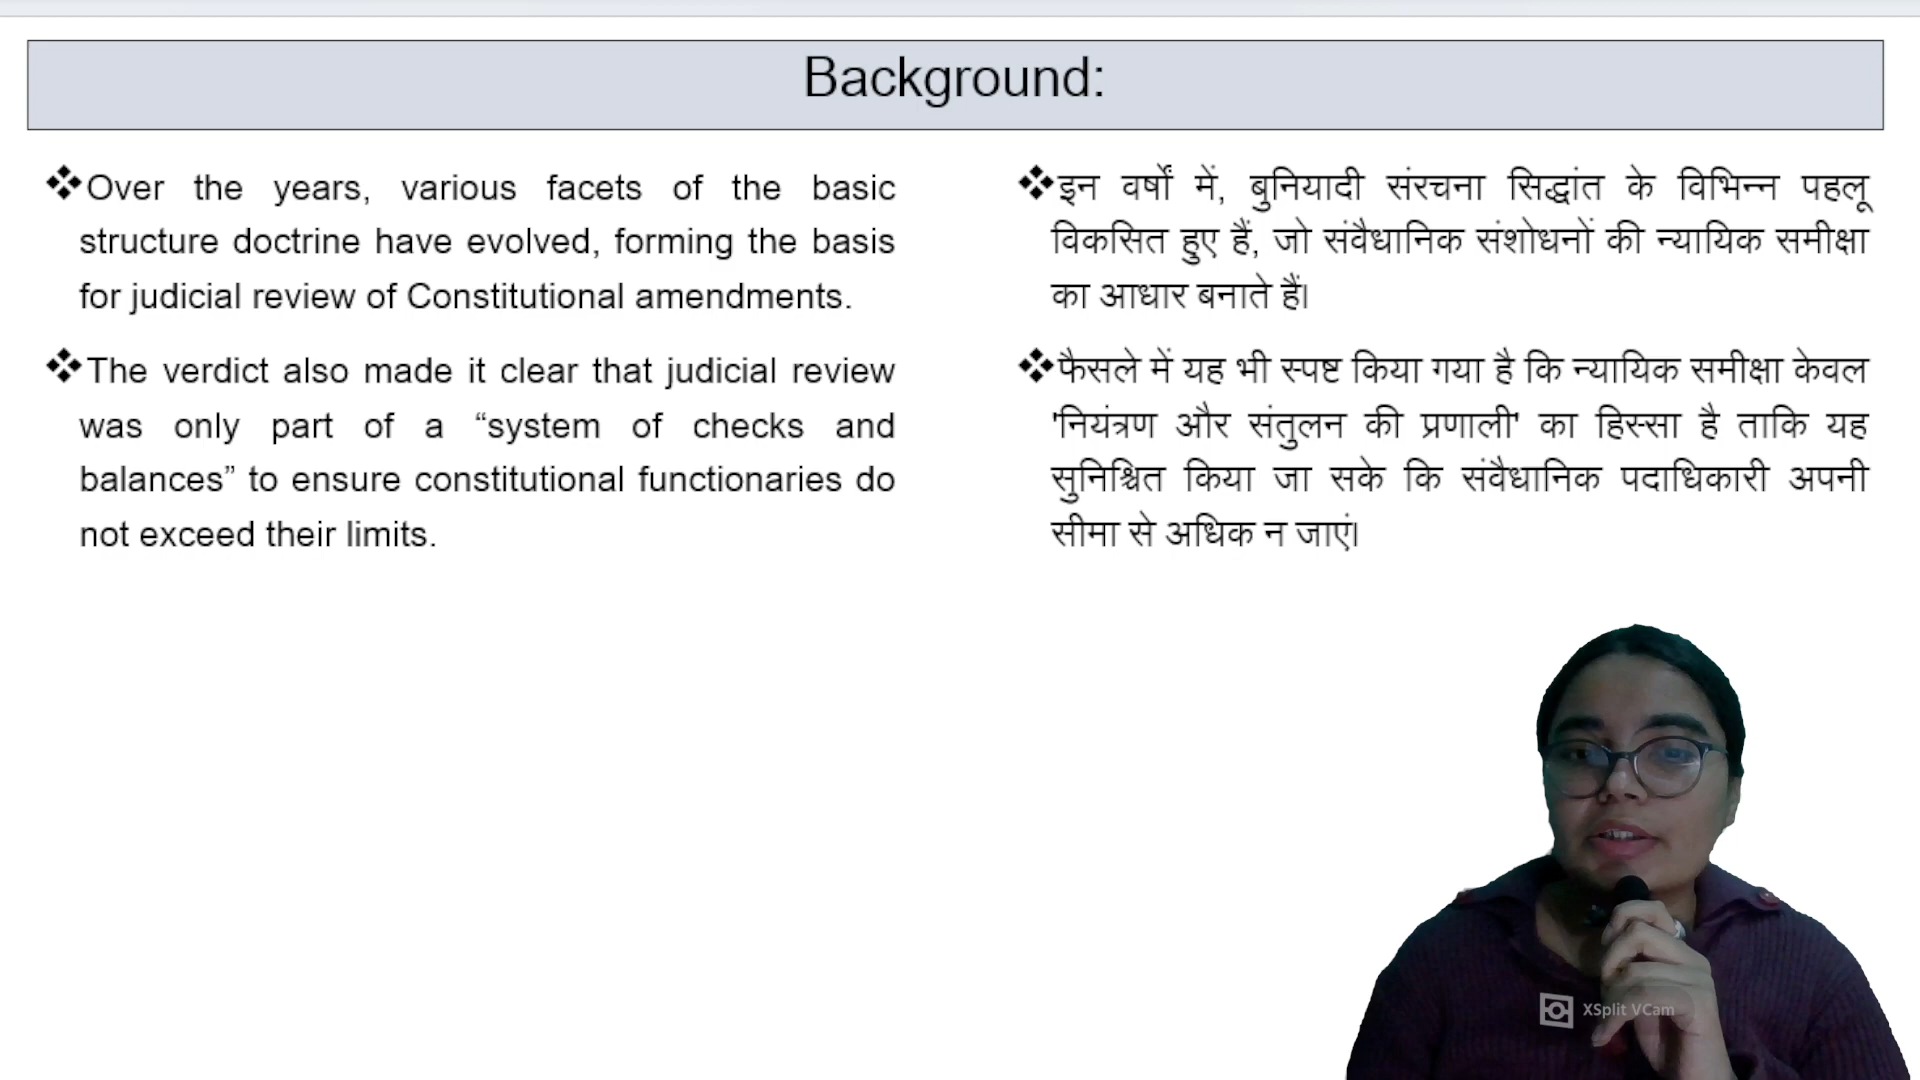 Background:
❖Over the years, various facets of the basic
structure doctrine have evolved, forming the basis
for judicial review of Constitutional amendments.
❖The verdict also made it clear that judicial review
was only part of a “system of checks and
balances” to ensure constitutional functionaries do
not exceed their limits.
❖इन वर्षों में, बुनियादी संरचना सिद्धांत के विभिन्न पहलू
विकसित हुए हैं, जो संवैधानिक संशोधनों की न्यायिक समीक्षा
का आधार बनाते हैं।
❖फैसले में यह भी स्पष्ट किया गया है कि न्यायिक समीक्षा केवल
'नियंत्रण और संतुलन की प्रणाली' का हिस्सा है ताकि यह
सुनिश्चित किया जा सके कि संवैधानिक पदाधिकारी अपनी
सीमा से अधिक न जाएं।
XSplit VCam